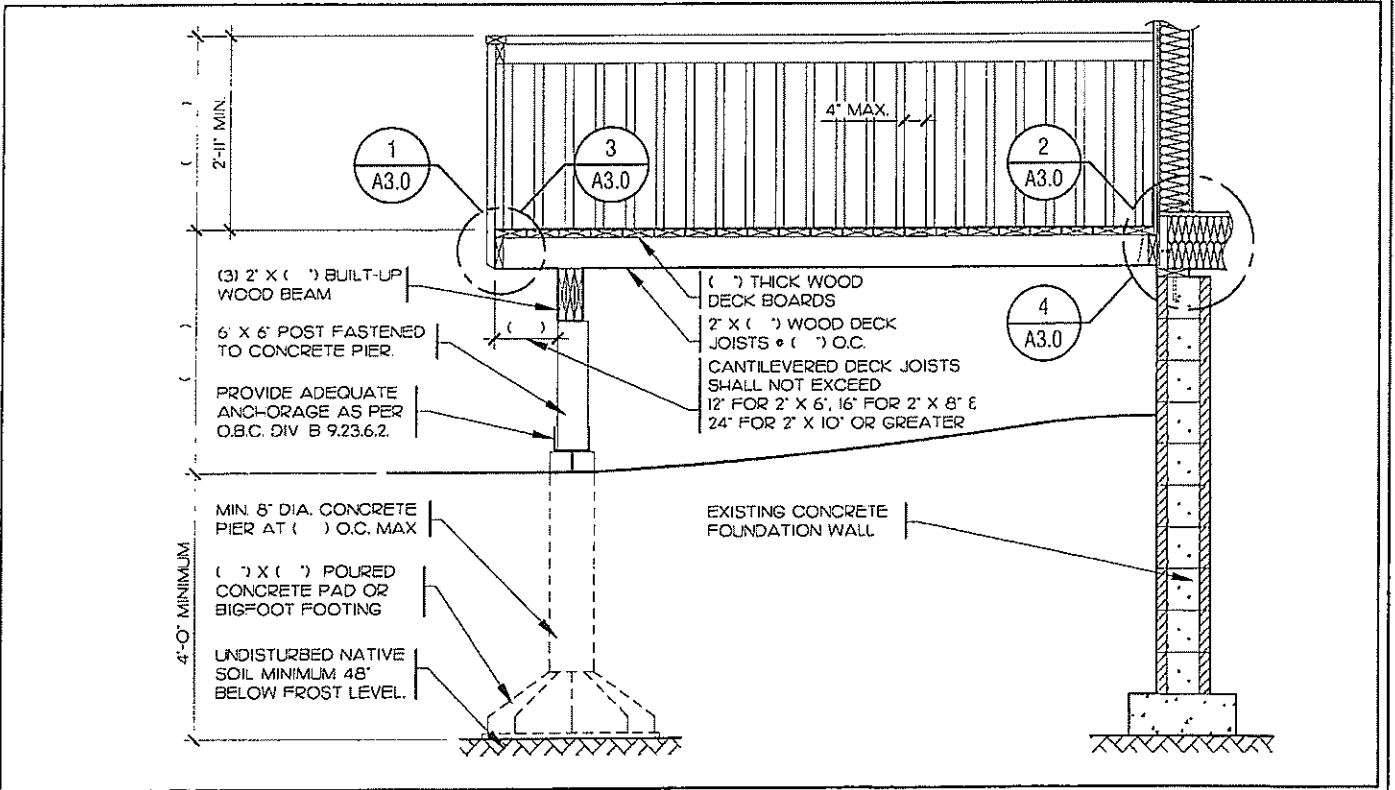 2'-11" MIN.
( )
4" MAX.
1
A3.0
3
A3.0
2
A3.0
(3) 2" X ( ") BUILT-UP
WOOD BEAM
6" X 6" POST FASTENED
TO CONCRETE PIER.
PROVIDE ADEQUATE
ANCHORAGE AS PER
O.B.C. DIV B 9.23.6.2.
( )
( )
( ") THICK WOOD
DECK BOARDS
2" X ( ") WOOD DECK
JOISTS @ ( ") O.C.
CANTILEVERED DECK JOISTS
SHALL NOT EXCEED
12" FOR 2" X 6", 16" FOR 2" X 8" &
24" FOR 2" X 10" OR GREATER
4
A3.0
MIN. 8" DIA. CONCRETE
PIER AT ( ) O.C. MAX
( ") X ( ") POURED
CONCRETE PAD OR
BIGFOOT FOOTING
UNDISTURBED NATIVE
SOIL MINIMUM 48"
BELOW FROST LEVEL.
4'-0" MINIMUM
EXISTING CONCRETE
FOUNDATION WALL